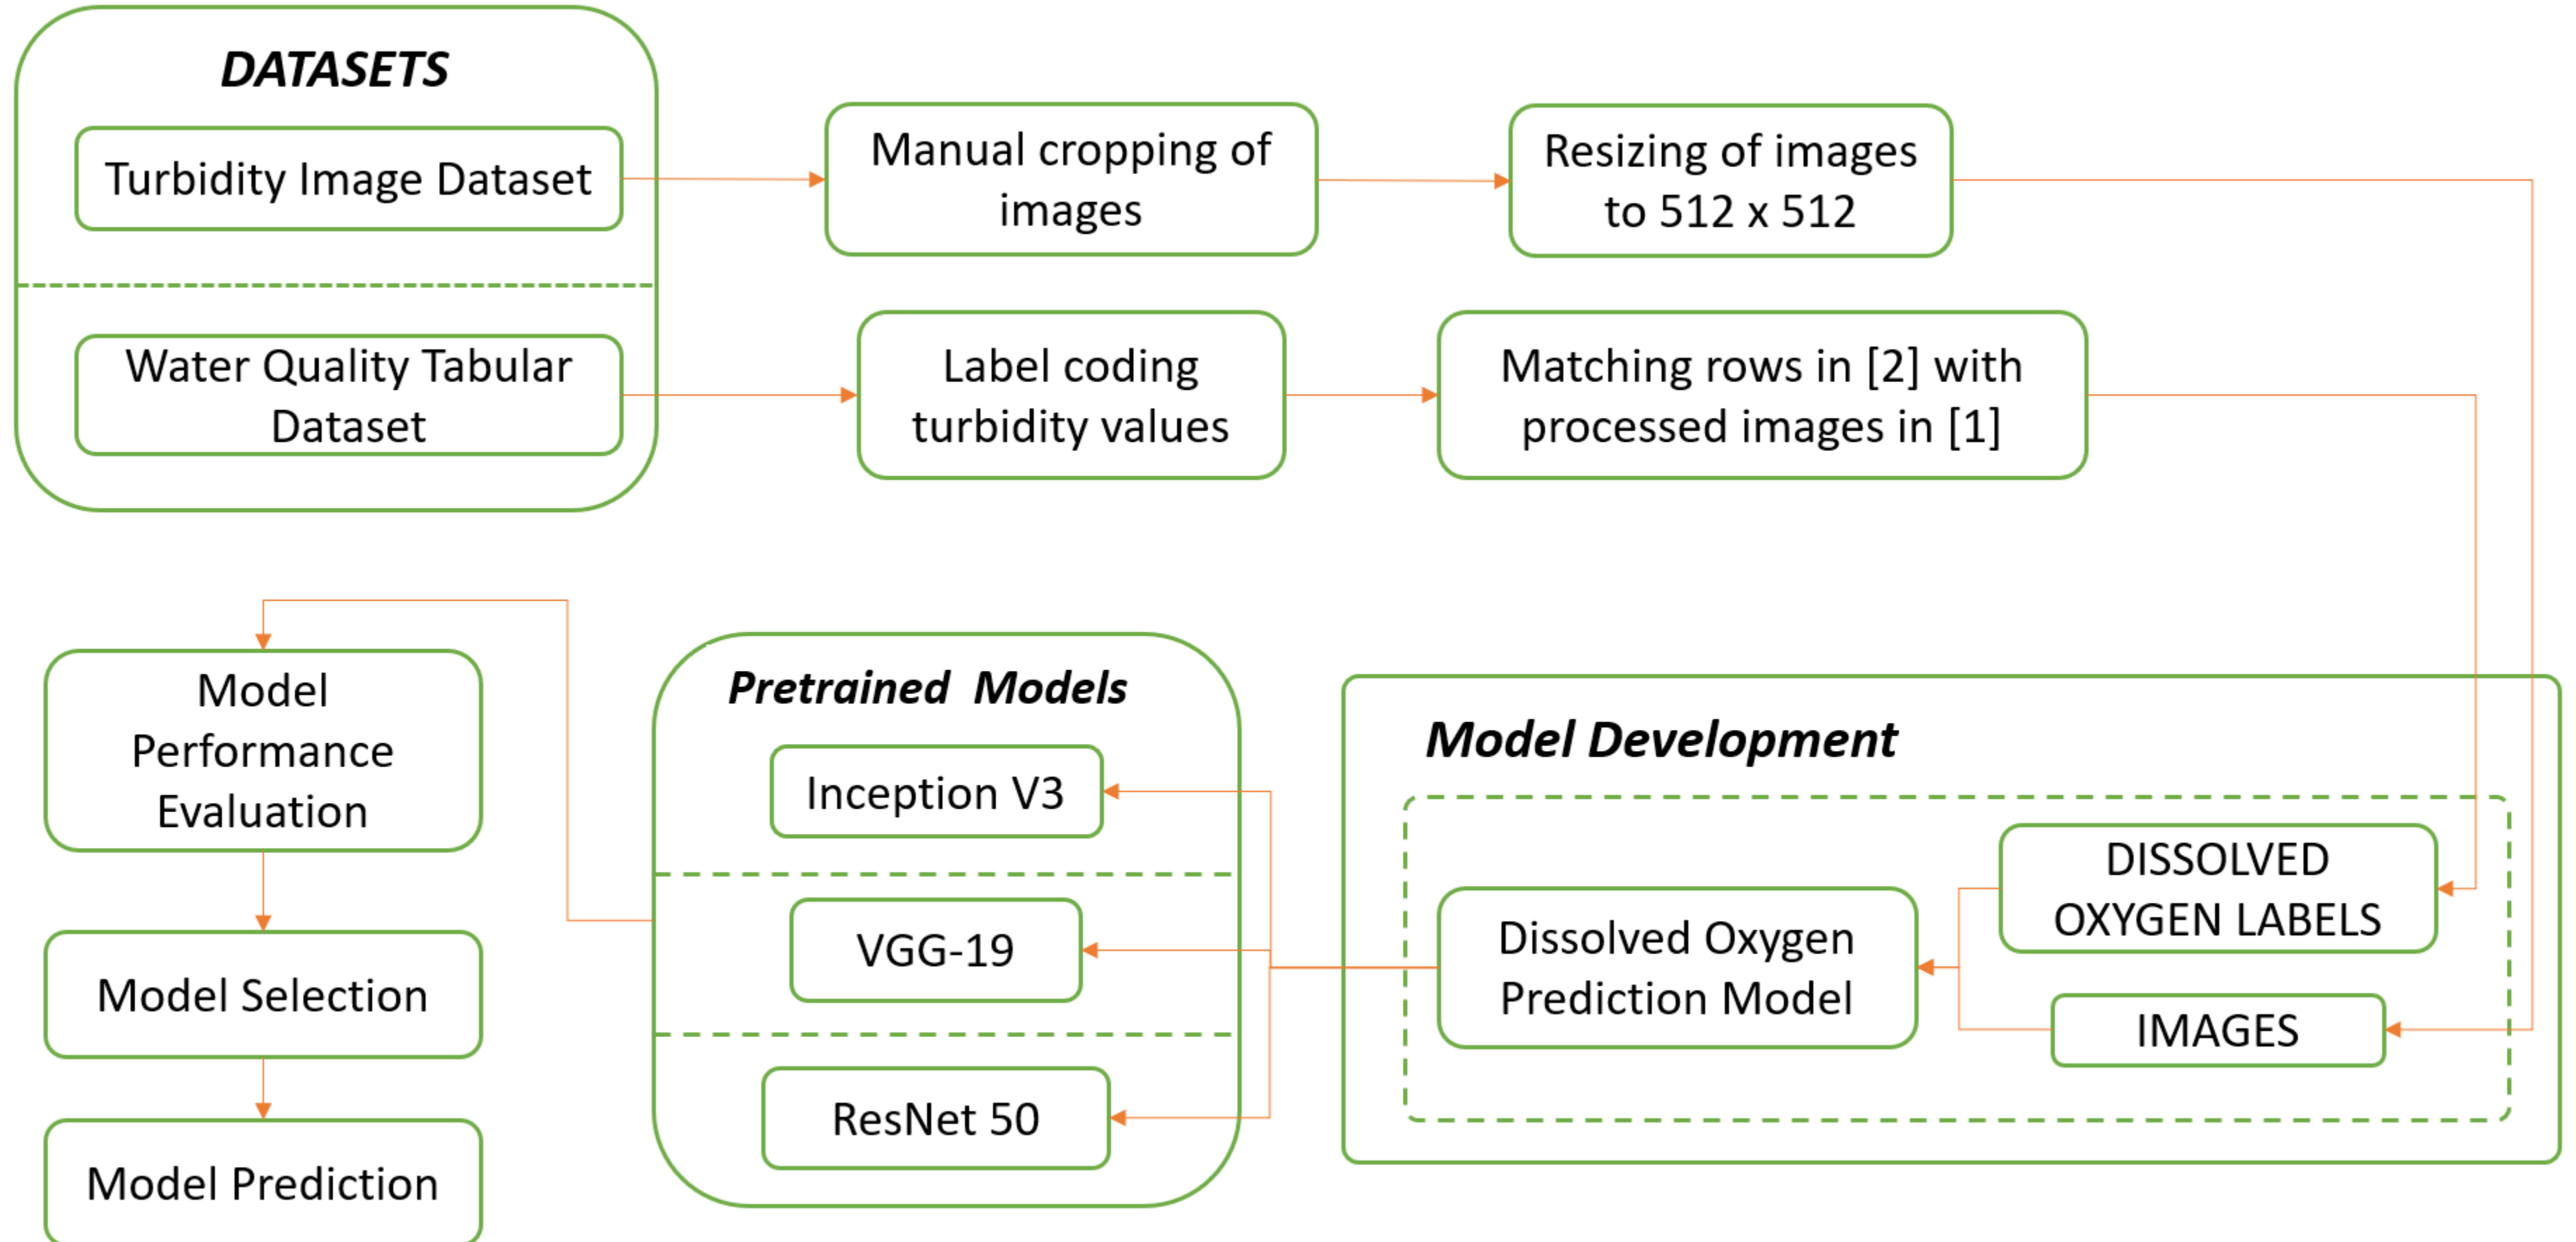 DATASETS
Turbidity Image Dataset
Manual cropping of
images
Resizing of images
to 512 x 512
Water Quality Tabular
Dataset
Label coding
turbidity values
Matching rows in [2] with
processed images in [1]
Model Development
DISSOLVED
OXYGEN LABELS
IMAGES
Dissolved Oxygen
Prediction Model
Pretrained Models
Inception V3
VGG-19
ResNet 50
Model
Performance
Evaluation
Model Selection
Model Prediction